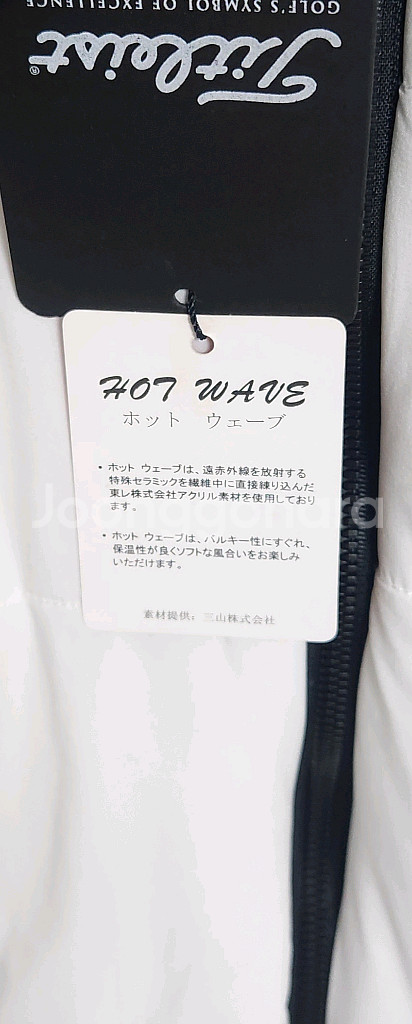 GOLF'S SYMBOL OF EXCELLENCE
Titleist®
HOT WAVE
ホット ウェーブ
• ホット ウェーブは、遠赤外線を放射する
特殊セラミックを繊維中に直接練り込んだ
東レ株式会社アクリル素材を使用しており
ます。
• ホット ウェーブは、バルキー性にすぐれ、
保温性が良くソフトな風合いをお楽しみ
いただけます。
素材提供: 三山株式会社